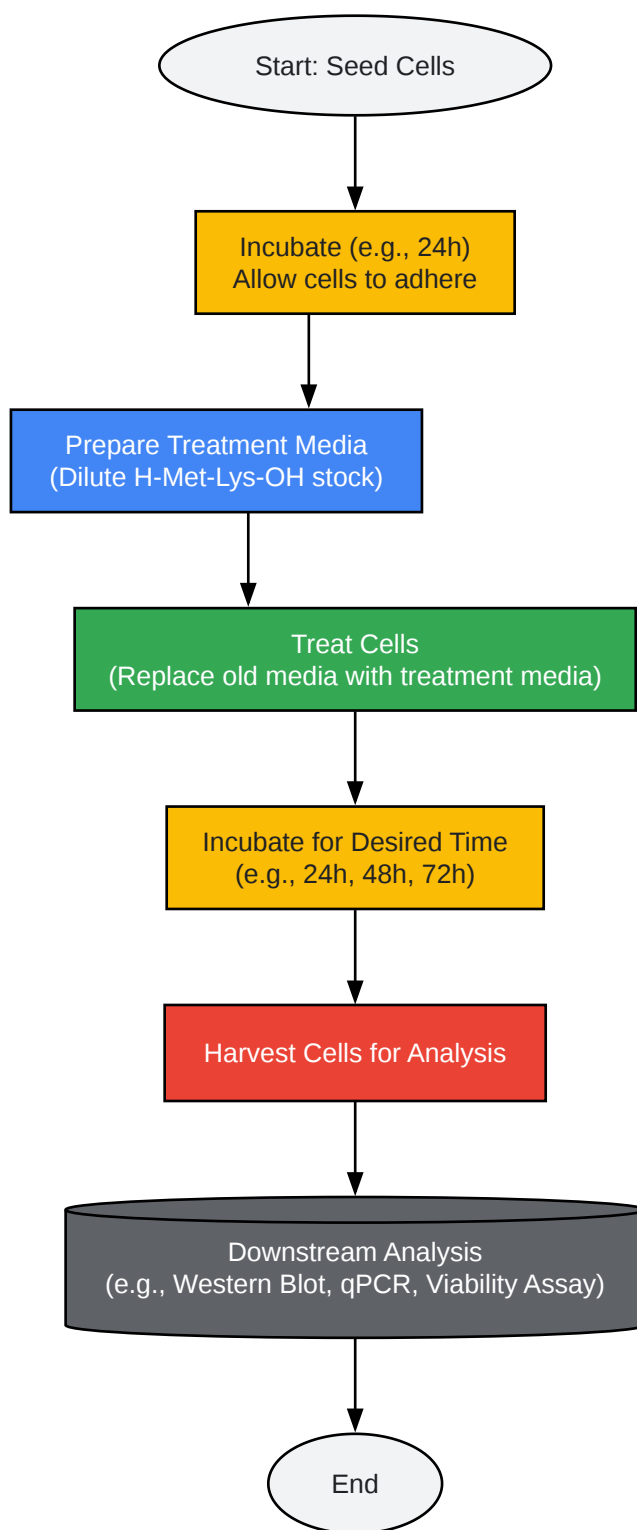 Start: Seed Cells
Incubate (e.g., 24h)
Allow cells to adhere
Prepare Treatment Media
(Dilute H-Met-Lys-OH stock)
Treat Cells
(Replace old media with treatment media)
Incubate for Desired Time
(e.g., 24h, 48h, 72h)
Harvest Cells for Analysis
Downstream Analysis
(e.g., Western Blot, qPCR, Viability Assay)
End